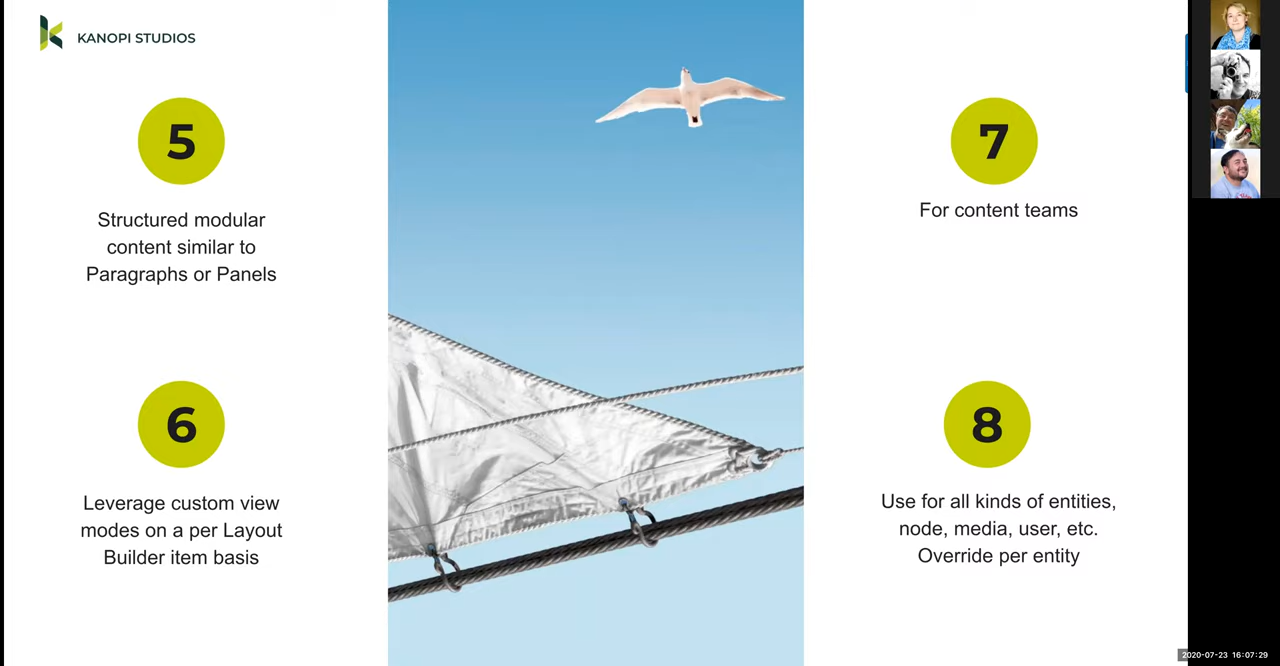 KANOPI STUDIOS
5
Structured modular
content similar to
Paragraphs or Panels
6
Leverage custom view
modes on a per Layout
Builder item basis
7
For content teams
8
Use for all kinds of entities,
node, media, user, etc.
Override per entity
2020-07-23 16:07:29